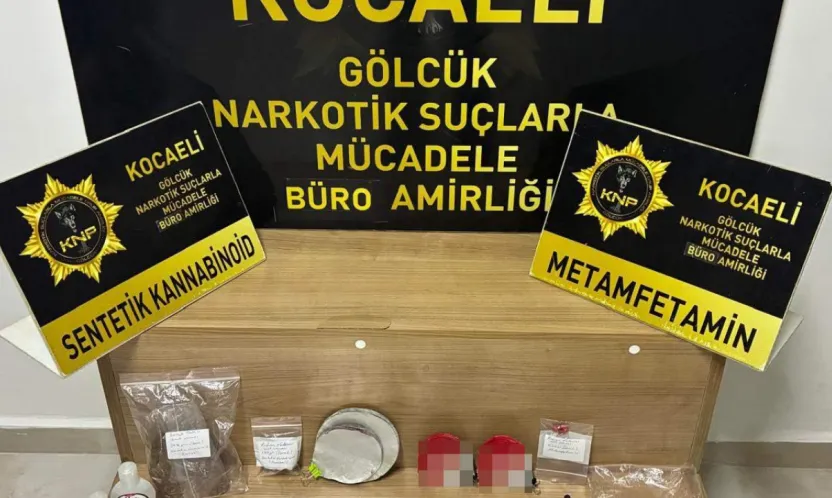 KOCAELİ
GÖLCÜK
NARKOTİK SUÇLARLA
MÜCADELE
BÜRO AMİRLİĞİ
KOCAELİ
GÖLCÜK
NARKOTİK SUÇLARLA
MÜCADELE
BÜRO AMİRLİĞİ
KNP
SENTETİK KANNABİNOİD
KOCAELİ
GÖLCÜK
NARKOTİK SUÇLARLA
MÜCADELE
BÜRO AMİRLİĞİ
KNP
METAMFETAMİN